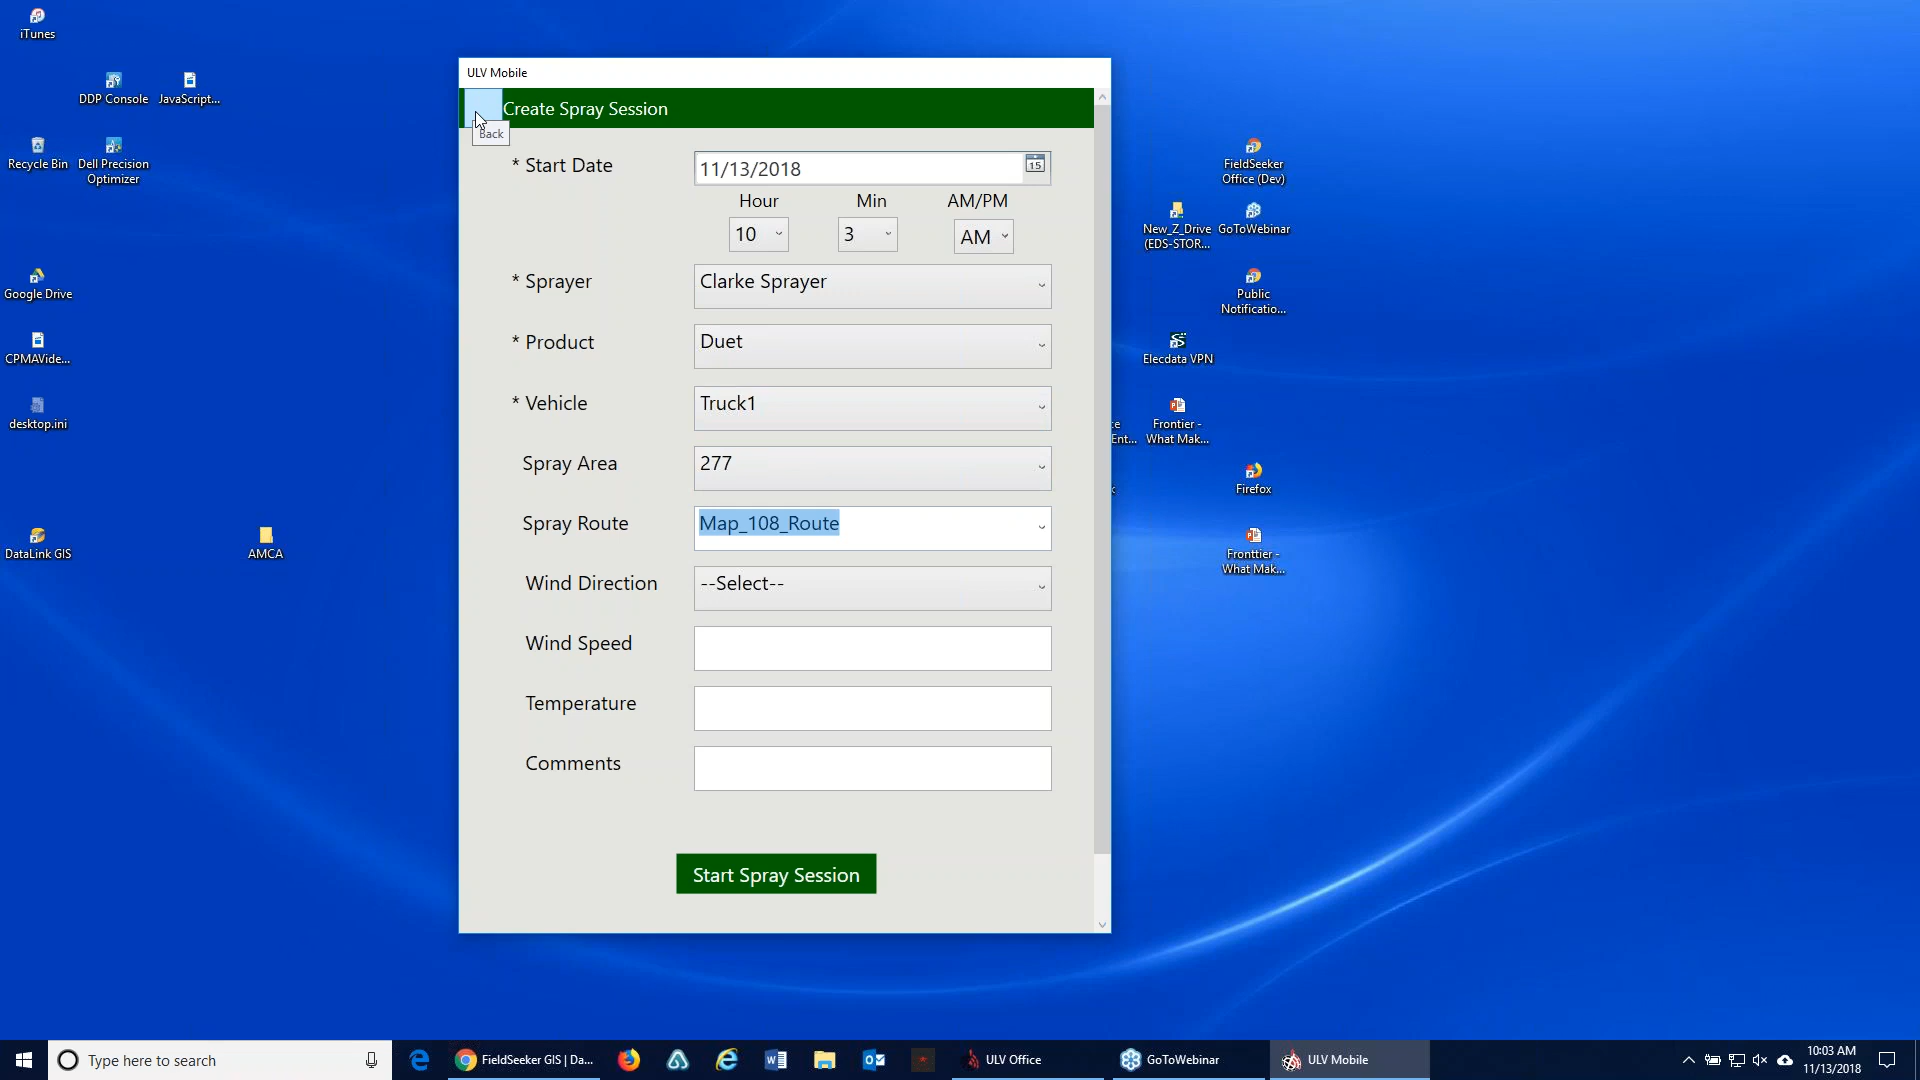 iTunes
DDP Console
JavaScript...
Recycle Bin
Dell Precision
Optimizer
Google Drive
CPMAVide...
desktop.ini
DataLink GIS
AMCA
ULV Mobile
Create Spray Session
Back
* Start Date
11/13/2018
15
Hour
Min
AM/PM
10
3
AM
* Sprayer
Clarke Sprayer
* Product
Duet
* Vehicle
Truck1
Spray Area
277
Spray Route
Map_108_Route
Wind Direction
--Select--
Wind Speed
Temperature
Comments
Start Spray Session
FieldSeeker
Office (Dev)
New_Z_Drive
(EDS-STOR...
GoToWebinar
Public
Notificatio...
Elecdata VPN
ce
Ent...
Frontier -
What Mak...
Firefox
Fronttier -
What Mak...
Type here to search
FieldSeeker GIS | Da...
ULV Office
GoToWebinar
ULV Mobile
10:03 AM
11/13/2018